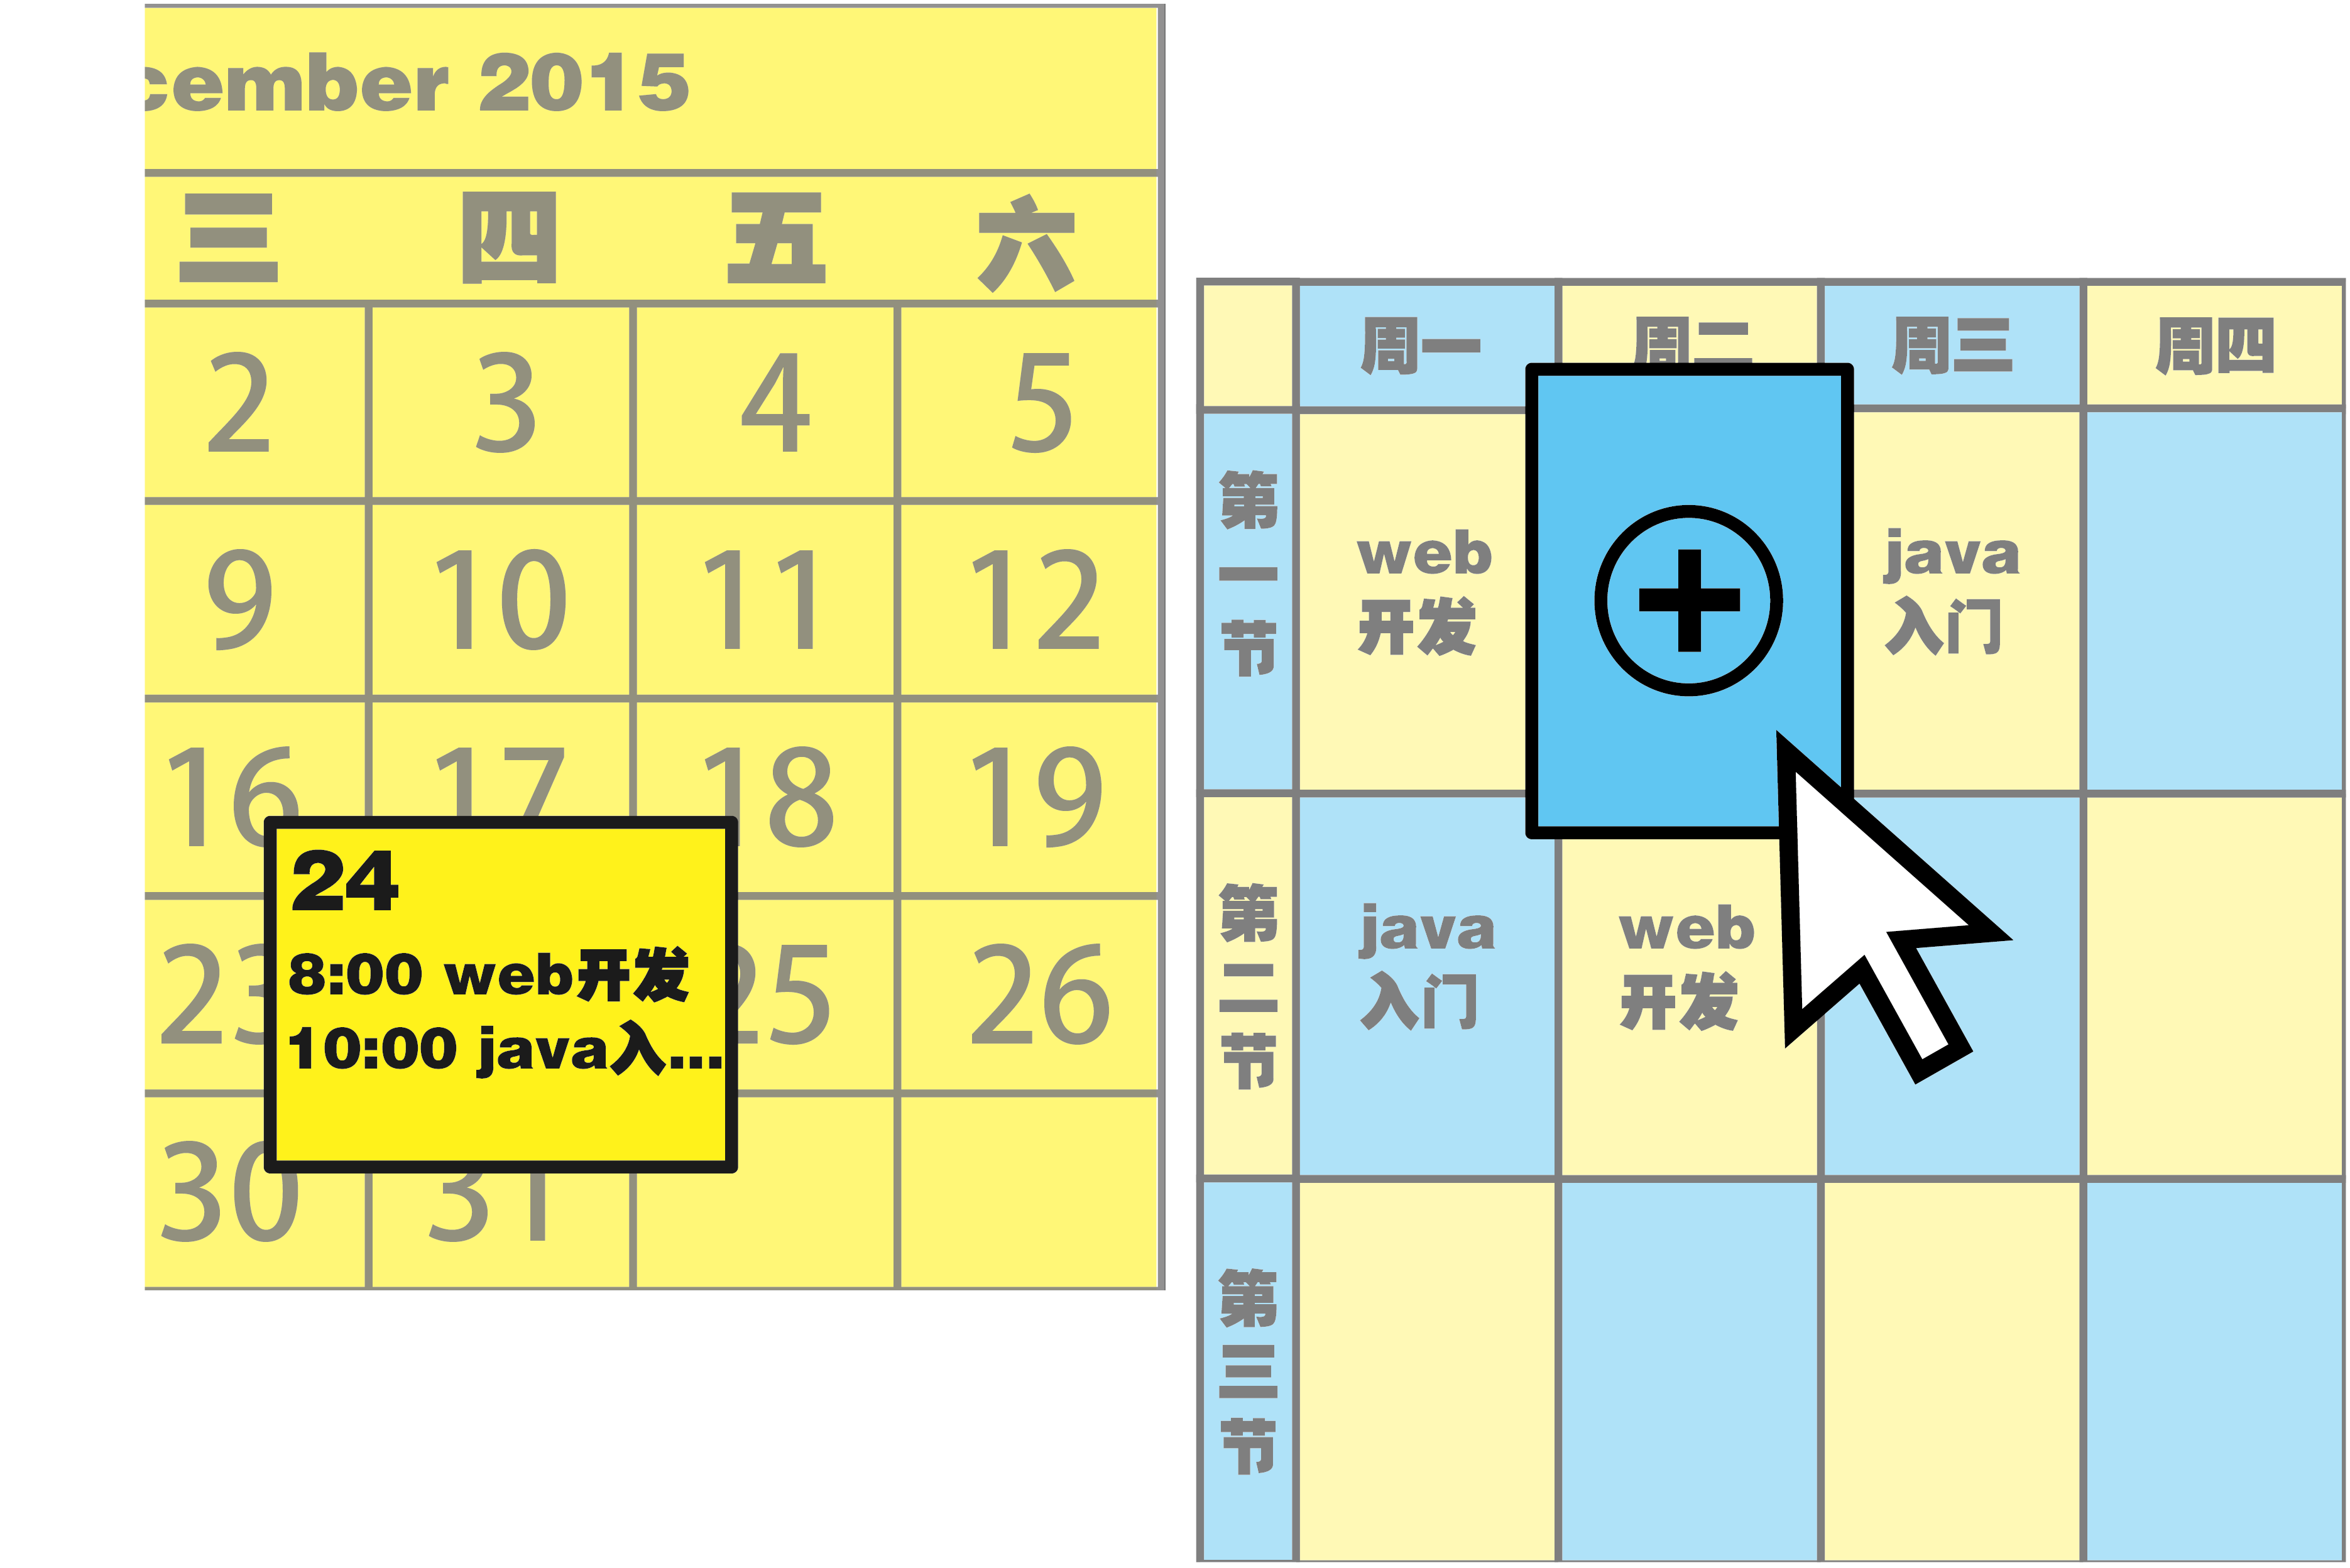 cember 2015
三 四 五 六
2 3 4 5
9 10 11 12
16 17 18 19
23 25 26
30 31
24
8:00 web开发
10:00 java入...
周一 周二 周三 周四
第一节
web
开发
java
入门
第二节
java
入门
web
开发
第三节